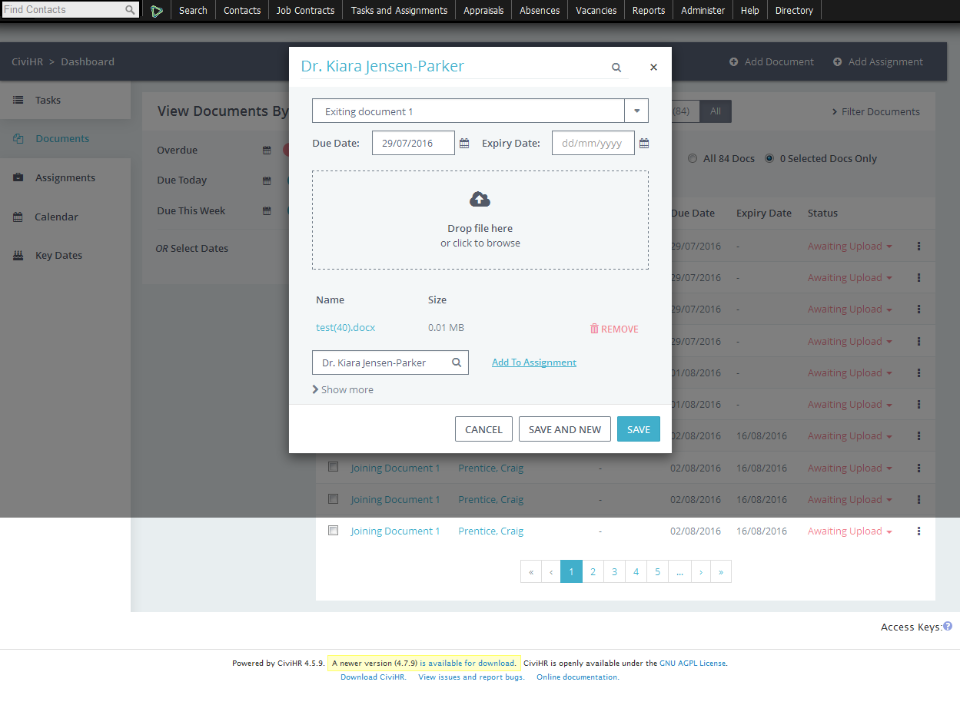 Find Contacts
Search Contacts Job Contracts Tasks and Assignments Appraisals Absences Vacancies Reports Administer Help Directory
CiviHR > Dashboard
Add Document Add Assignment
Tasks
Documents
Assignments
Calendar
Key Dates
View Documents By
Overdue
Due Today
Due This Week
OR Select Dates
(84) All
Filter Documents
All 84 Docs 0 Selected Docs Only
Dr. Kiara Jensen-Parker
×
Exiting document 1
Due Date: 29/07/2016 Expiry Date: dd/mm/yyyy
Drop file here
or click to browse
Name Size
test(40).docx 0.01 MB REMOVE
Dr. Kiara Jensen-Parker Add To Assignment
Show more
CANCEL SAVE AND NEW SAVE
Due Date Expiry Date Status
29/07/2016 - Awaiting Upload
29/07/2016 - Awaiting Upload
29/07/2016 - Awaiting Upload
29/07/2016 - Awaiting Upload
01/08/2016 - Awaiting Upload
01/08/2016 - Awaiting Upload
02/08/2016 16/08/2016 Awaiting Upload
Joining Document 1 Prentice, Craig - 02/08/2016 16/08/2016 Awaiting Upload
Joining Document 1 Prentice, Craig - 02/08/2016 16/08/2016 Awaiting Upload
Joining Document 1 Prentice, Craig - 02/08/2016 16/08/2016 Awaiting Upload
« ‹ 1 2 3 4 5 ... › »
Access Keys:?
Powered by CiviHR 4.5.9. A newer version (4.7.9) is available for download. CiviHR is openly available under the GNU AGPL License.
Download CiviHR. View issues and report bugs. Online documentation.